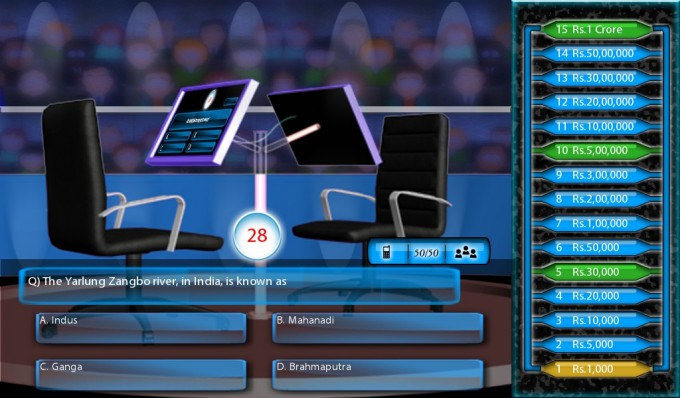 28
50/50
Q) The Yarlung Zangbo river, in India, is known as
A. Indus
B. Mahanadi
C. Ganga
D. Brahmaputra
15 Rs.1 Crore
14 Rs.50,00,000
13 Rs.30,00,000
12 Rs.20,00,000
11 Rs.10,00,000
10 Rs.5,00,000
9 Rs.3,00,000
8 Rs.2,00,000
7 Rs.1,00,000
6 Rs.50,000
5 Rs.30,000
4 Rs.20,000
3 Rs.10,000
2 Rs.5,000
1 Rs.1,000